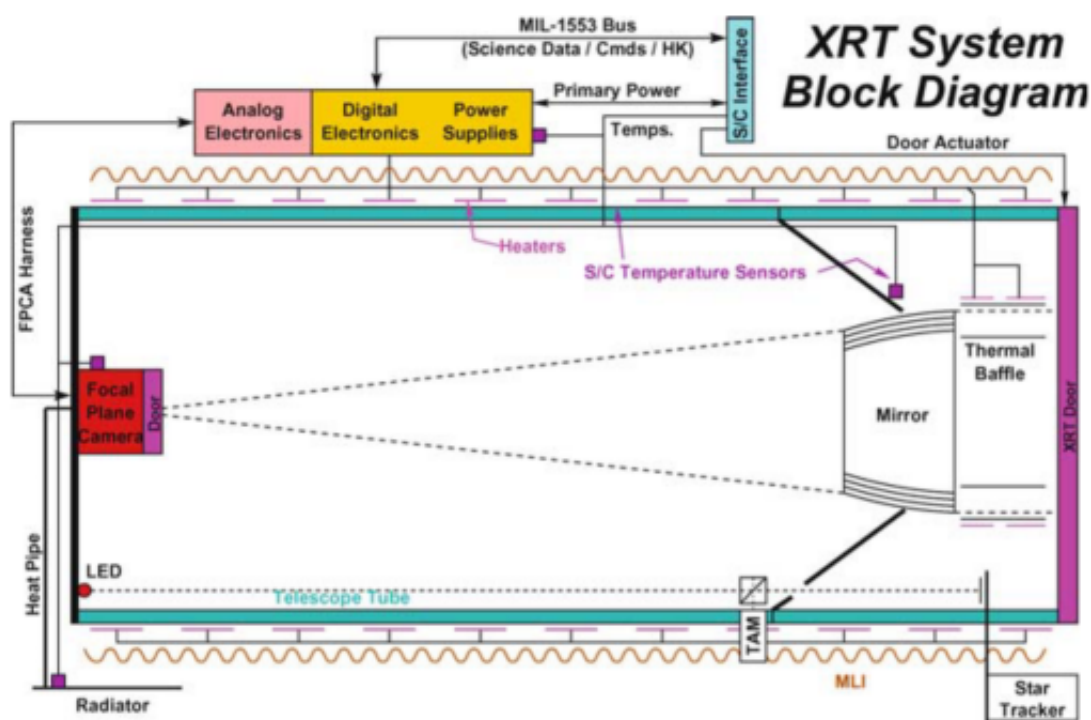 XRT System
Block Diagram
MIL-1553 Bus
(Science Data / Cmds / HK)
S/C Interface
Analog
Electronics
Digital
Electronics
Power
Supplies
Primary Power
Temps.
Door Actuator
FPCA Harness
Heaters
S/C Temperature Sensors
Thermal
Baffle
Focal
Plane
Camera
Door
Mirror
XRT Door
Heat Pipe
LED
Telescope Tube
TAM
MLI
Radiator
Star
Tracker